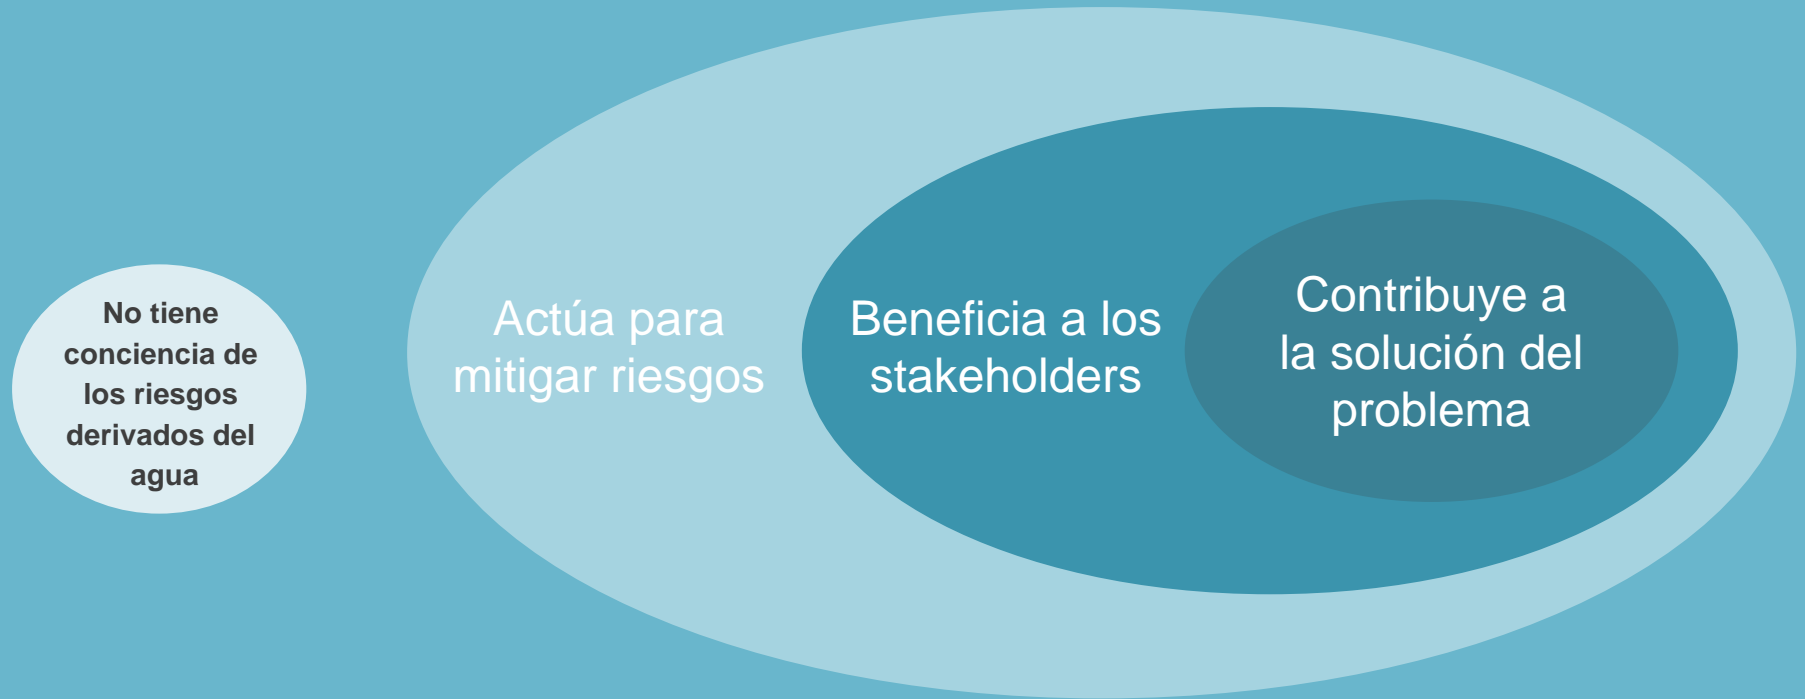 No tiene
conciencia de
los riesgos
derivados del
agua
Actúa para
mitigar riesgos
Beneficia a los
stakeholders
Contribuye a
la solución del
problema